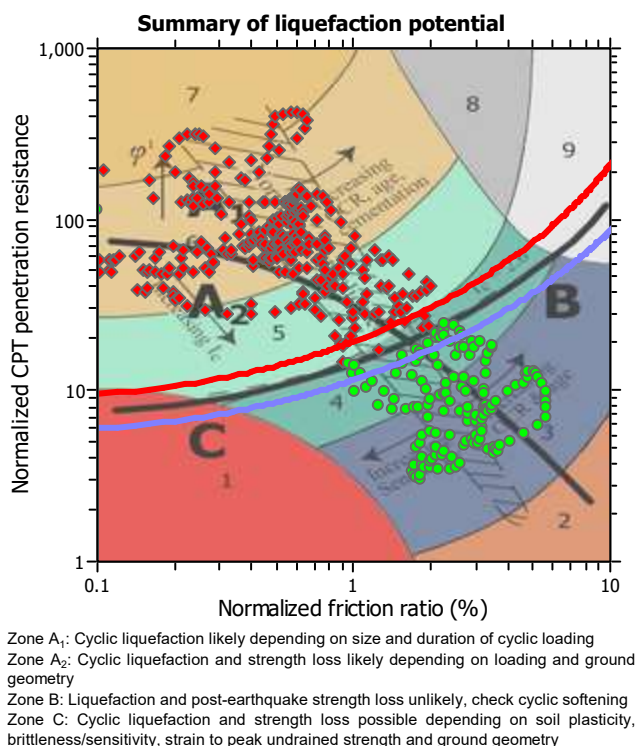 Summary of liquefaction potential
1,000
100
10
1
Normalized CPT penetration resistance
7
8
9
φ'
A1
A2
6
5
B
4
C
3
1
2
0.1
1
10
Normalized friction ratio (%)
Zone A₁: Cyclic liquefaction likely depending on size and duration of cyclic loading
Zone A₂: Cyclic liquefaction and strength loss likely depending on loading and ground
geometry
Zone B: Liquefaction and post-earthquake strength loss unlikely, check cyclic softening
Zone C: Cyclic liquefaction and strength loss possible depending on soil plasticity,
brittleness/sensitivity, strain to peak undrained strength and ground geometry